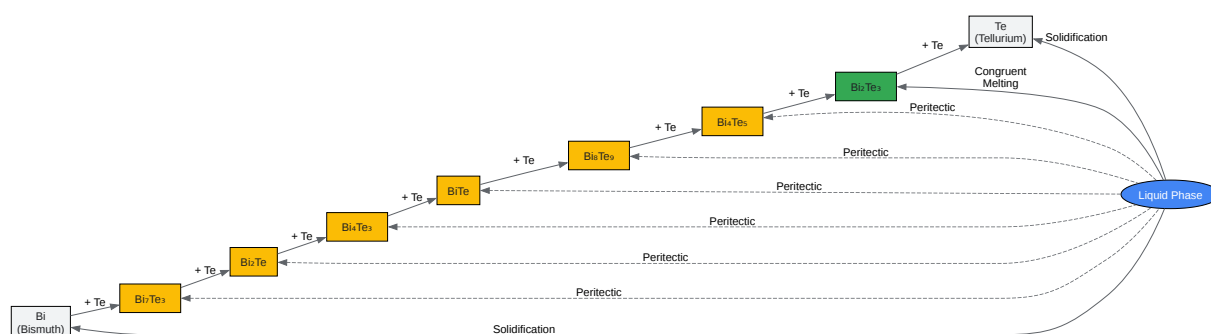 Te
(Tellurium)
Solidification
+ Te
Congruent
Melting
Bi₂Te₃
+ Te
Peritectic
Bi₄Te₅
+ Te
Peritectic
Bi₈Te₉
+ Te
Peritectic
BiTe
Liquid Phase
+ Te
Peritectic
Bi₄Te₃
+ Te
Peritectic
Bi₂Te
+ Te
Peritectic
Bi₇Te₃
+ Te
Bi
(Bismuth)
Solidification